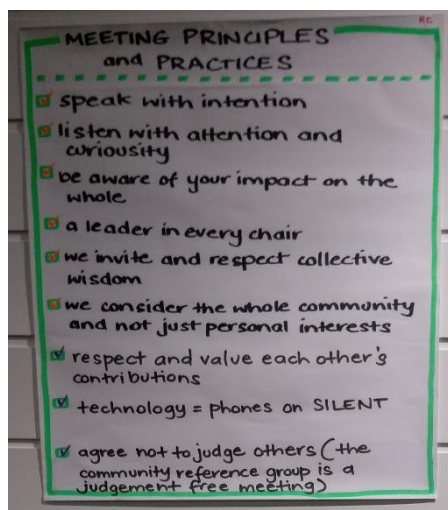 RC
MEETING PRINCIPLES
and PRACTICES
speak with intention
listen with attention and
curiousity
be aware of your impact on the
whole
a leader in every chair
we invite and respect collective
wisdom
we consider the whole community
and not just personal interests
respect and value each other's
contributions
technology = phones on SILENT
agree not to judge others (the
community reference group is a
judgement free meeting)